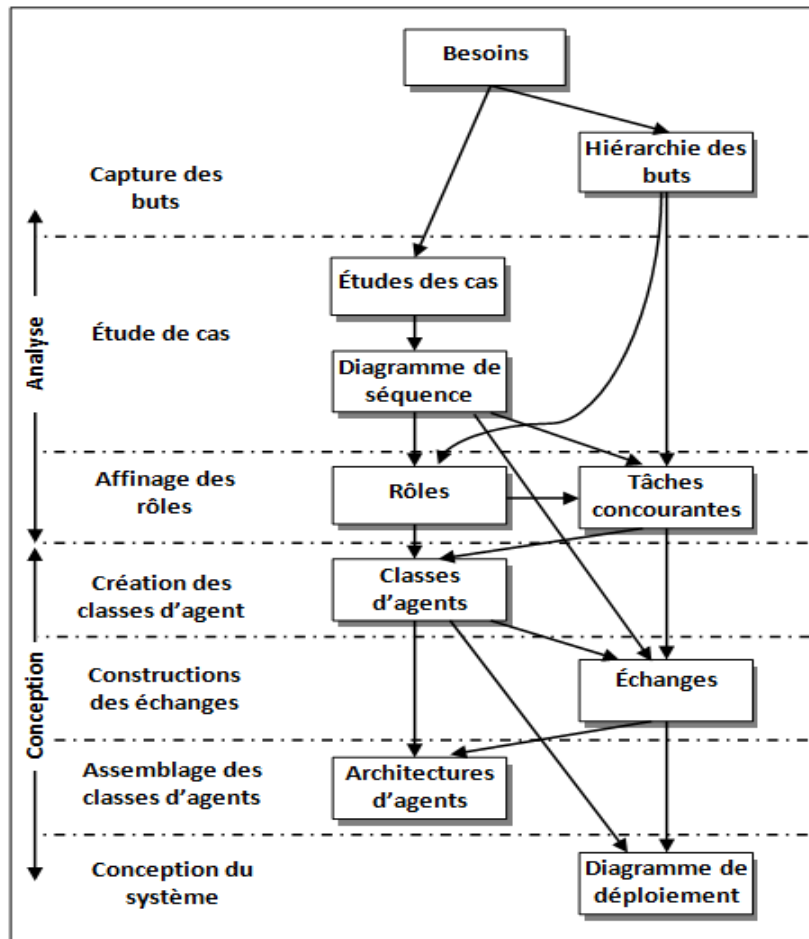 Besoins
Hiérarchie des
buts
Capture des
buts
Études des cas
Étude de cas
Analyse
Diagramme de
séquence
Affinage des
rôles
Rôles
Tâches
concourantes
Création des
classes d'agent
Classes
d'agents
Constructions
des échanges
Échanges
Conception
Assemblage des
classes d'agents
Architectures
d'agents
Conception du
système
Diagramme de
déploiement